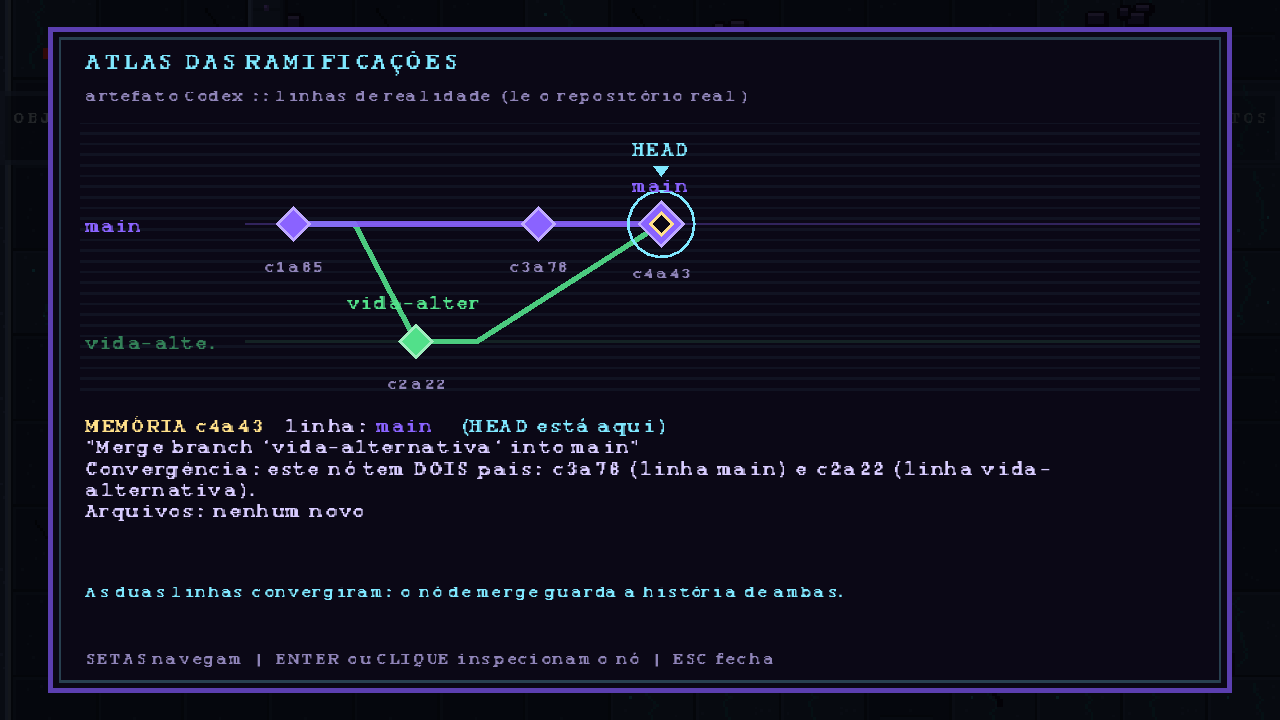 ATLAS DAS RAMIFICAÇÕES
artefato Codex :: linhas de realidade (le o repositório real)
HEAD
main
main
c1a85
c3a78
c4a43
vida-alter
vida-alte.
c2a22
MEMÓRIA c4a43 linha: main (HEAD está aqui)
"Merge branch 'vida-alternativa' into main"
Convergência: este nó tem DOIS pais: c3a78 (linha main) e c2a22 (linha vida-
alternativa).
Arquivos: nenhum novo
As duas linhas convergiram: o nó de merge guarda a história de ambas.
SETAS navegam | ENTER ou CLIQUE inspecionam o nó | ESC fecha